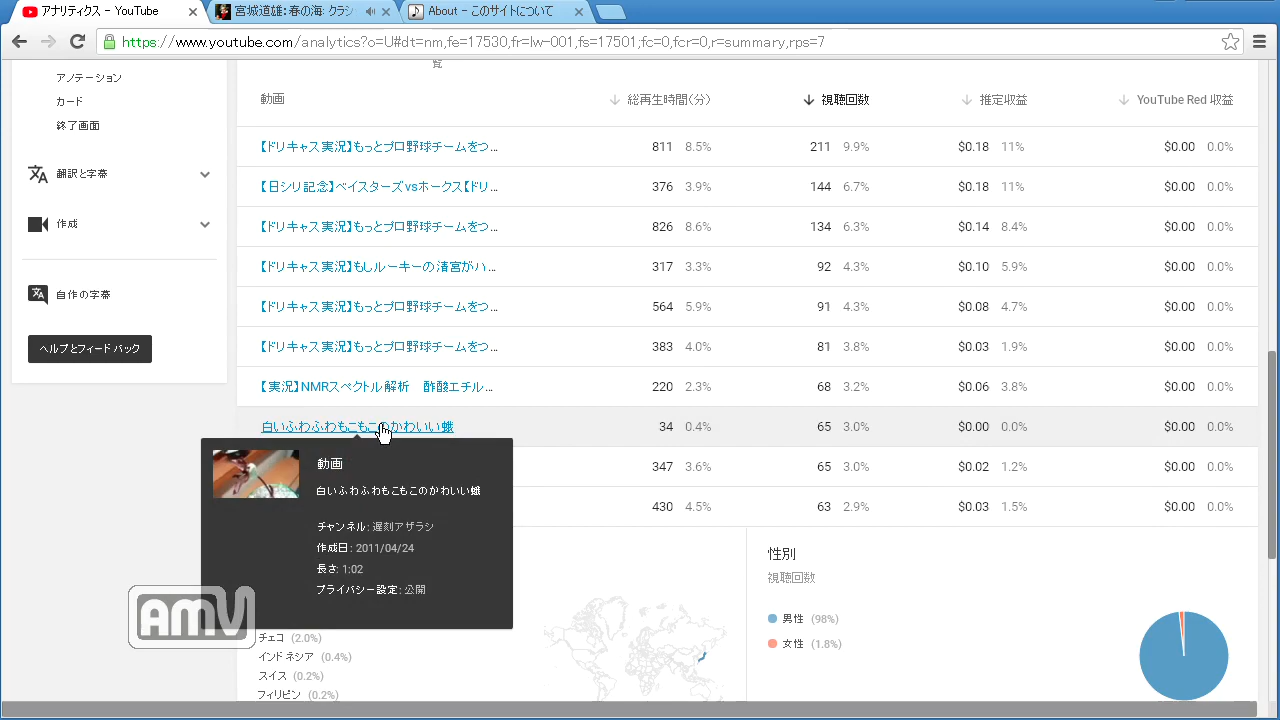 アナリティクス - YouTube
宮城道雄:春の海: クラシ
About - このサイトについて
https://www.youtube.com/analytics?o=U#dt=nm,fe=17530,fr=lw-001,fs=17501,fc=0,fcr=0,r=summary,rps=7
アノテーション
カード
終了画面
翻訳と字幕
作成
自作の字幕
ヘルプとフィードバック
覧
動画 総再生時間(分) 視聴回数 推定収益 YouTube Red 収益
【ドリキャス実況】もっとプロ野球チームをつ... 811 8.5% 211 9.9% $0.18 11% $0.00 0.0%
【日シリ記念】ベイスターズvsホークス【ドリ... 376 3.9% 144 6.7% $0.18 11% $0.00 0.0%
【ドリキャス実況】もっとプロ野球チームをつ... 826 8.6% 134 6.3% $0.14 8.4% $0.00 0.0%
【ドリキャス実況】もしルーキーの清宮がハ... 317 3.3% 92 4.3% $0.10 5.9% $0.00 0.0%
【ドリキャス実況】もっとプロ野球チームをつ... 564 5.9% 91 4.3% $0.08 4.7% $0.00 0.0%
【ドリキャス実況】もっとプロ野球チームをつ... 383 4.0% 81 3.8% $0.03 1.9% $0.00 0.0%
【実況】NMRスペクトル解析　酢酸エチル... 220 2.3% 68 3.2% $0.06 3.8% $0.00 0.0%
白いふわふわもこもこのかわいい蛾 34 0.4% 65 3.0% $0.00 0.0% $0.00 0.0%
347 3.6% 65 3.0% $0.02 1.2% $0.00 0.0%
430 4.5% 63 2.9% $0.03 1.5% $0.00 0.0%
動画
白いふわふわもこもこのかわいい蛾
チャンネル: 遅刻アザラシ
作成日: 2011/04/24
長さ: 1:02
プライバシー設定: 公開
AMV
チェコ (2.0%)
インドネシア (0.4%)
スイス (0.2%)
フィリピン (0.2%)
性別
視聴回数
男性 (98%)
女性 (1.8%)